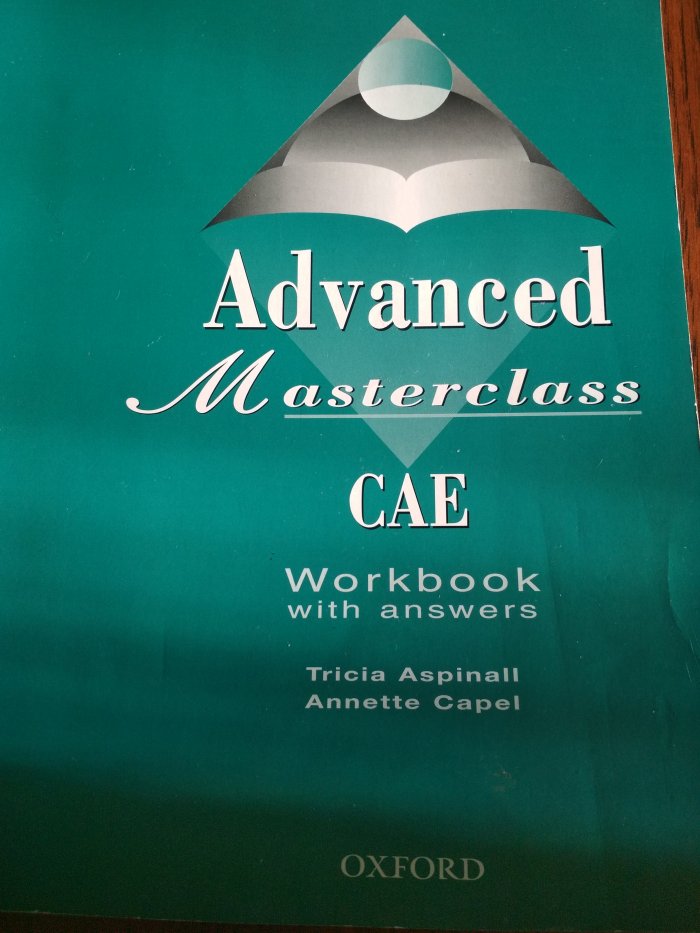 Advanced
Masterclass
CAE
Workbook
with answers
Tricia Aspinall
Annette Capel
OXFORD